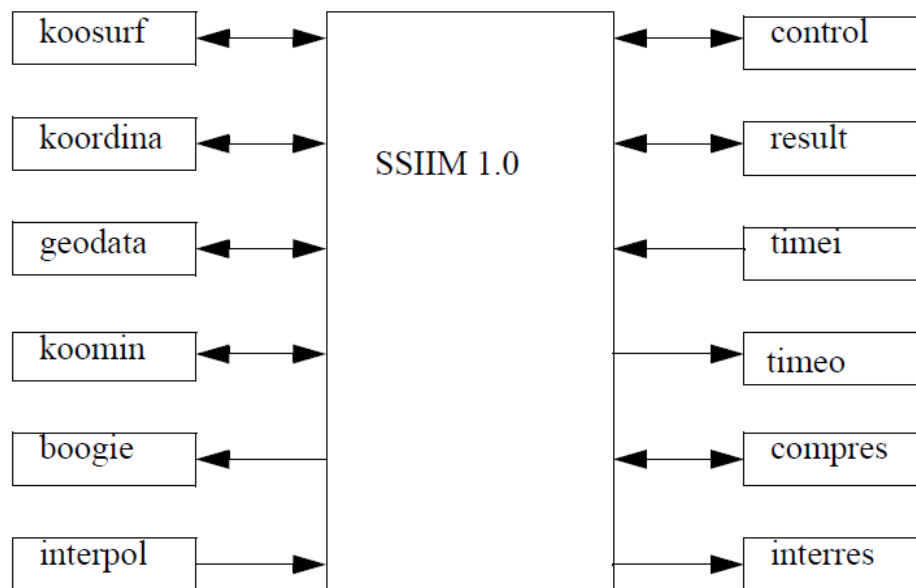 koosurf
koordina
geodata
koomin
boogie
interpol
SSIIM 1.0
control
result
timei
timeo
compres
interres